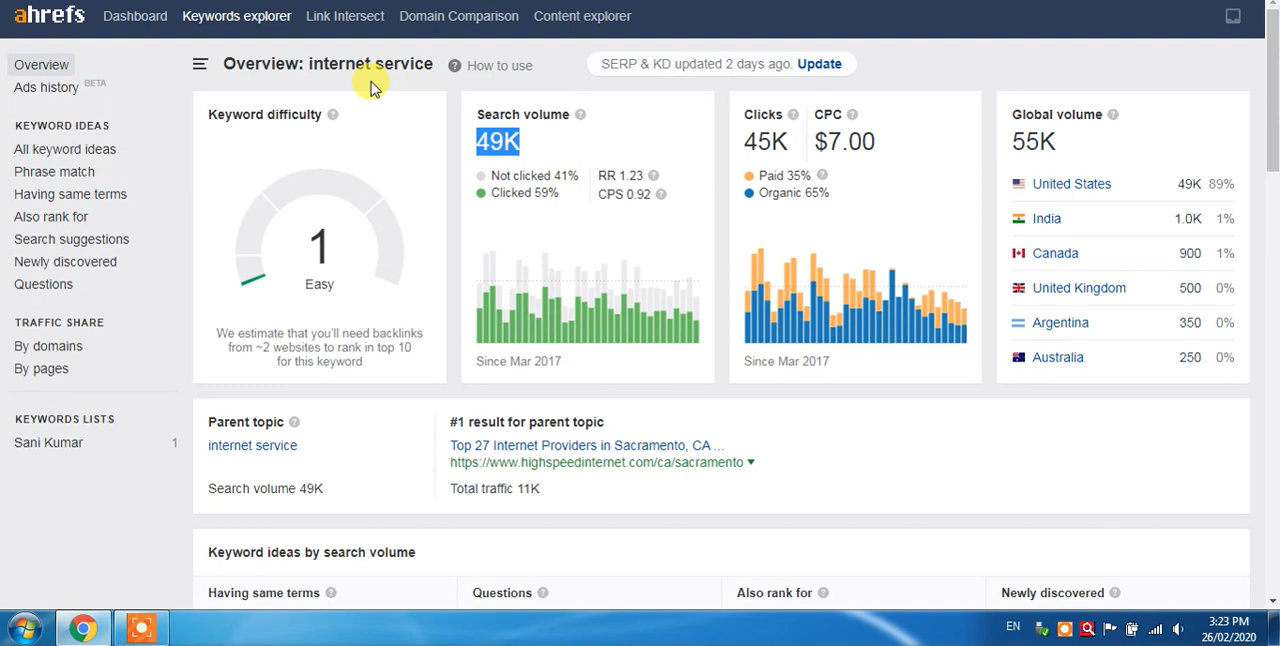 ahrefs Dashboard Keywords explorer Link Intersect Domain Comparison Content explorer
Overview
Ads history BETA
KEYWORD IDEAS
All keyword ideas
Phrase match
Having same terms
Also rank for
Search suggestions
Newly discovered
Questions
TRAFFIC SHARE
By domains
By pages
KEYWORDS LISTS
Sani Kumar 1
Overview: internet service ? How to use
SERP & KD updated 2 days ago. Update
Keyword difficulty ?
1
Easy
We estimate that you'll need backlinks
from ~2 websites to rank in top 10
for this keyword
Search volume ?
49K
Not clicked 41% RR 1.23 ?
Clicked 59% CPS 0.92 ?
Since Mar 2017
Clicks ? CPC ?
45K $7.00
Paid 35% ?
Organic 65%
Since Mar 2017
Global volume ?
55K
United States 49K 89%
India 1.0K 1%
Canada 900 1%
United Kingdom 500 0%
Argentina 350 0%
Australia 250 0%
Parent topic ?
internet service
Search volume 49K
#1 result for parent topic
Top 27 Internet Providers in Sacramento, CA ...
https://www.highspeedinternet.com/ca/sacramento
Total traffic 11K
Keyword ideas by search volume
Having same terms ? Questions ? Also rank for ? Newly discovered ?
EN
3:23 PM
26/02/2020